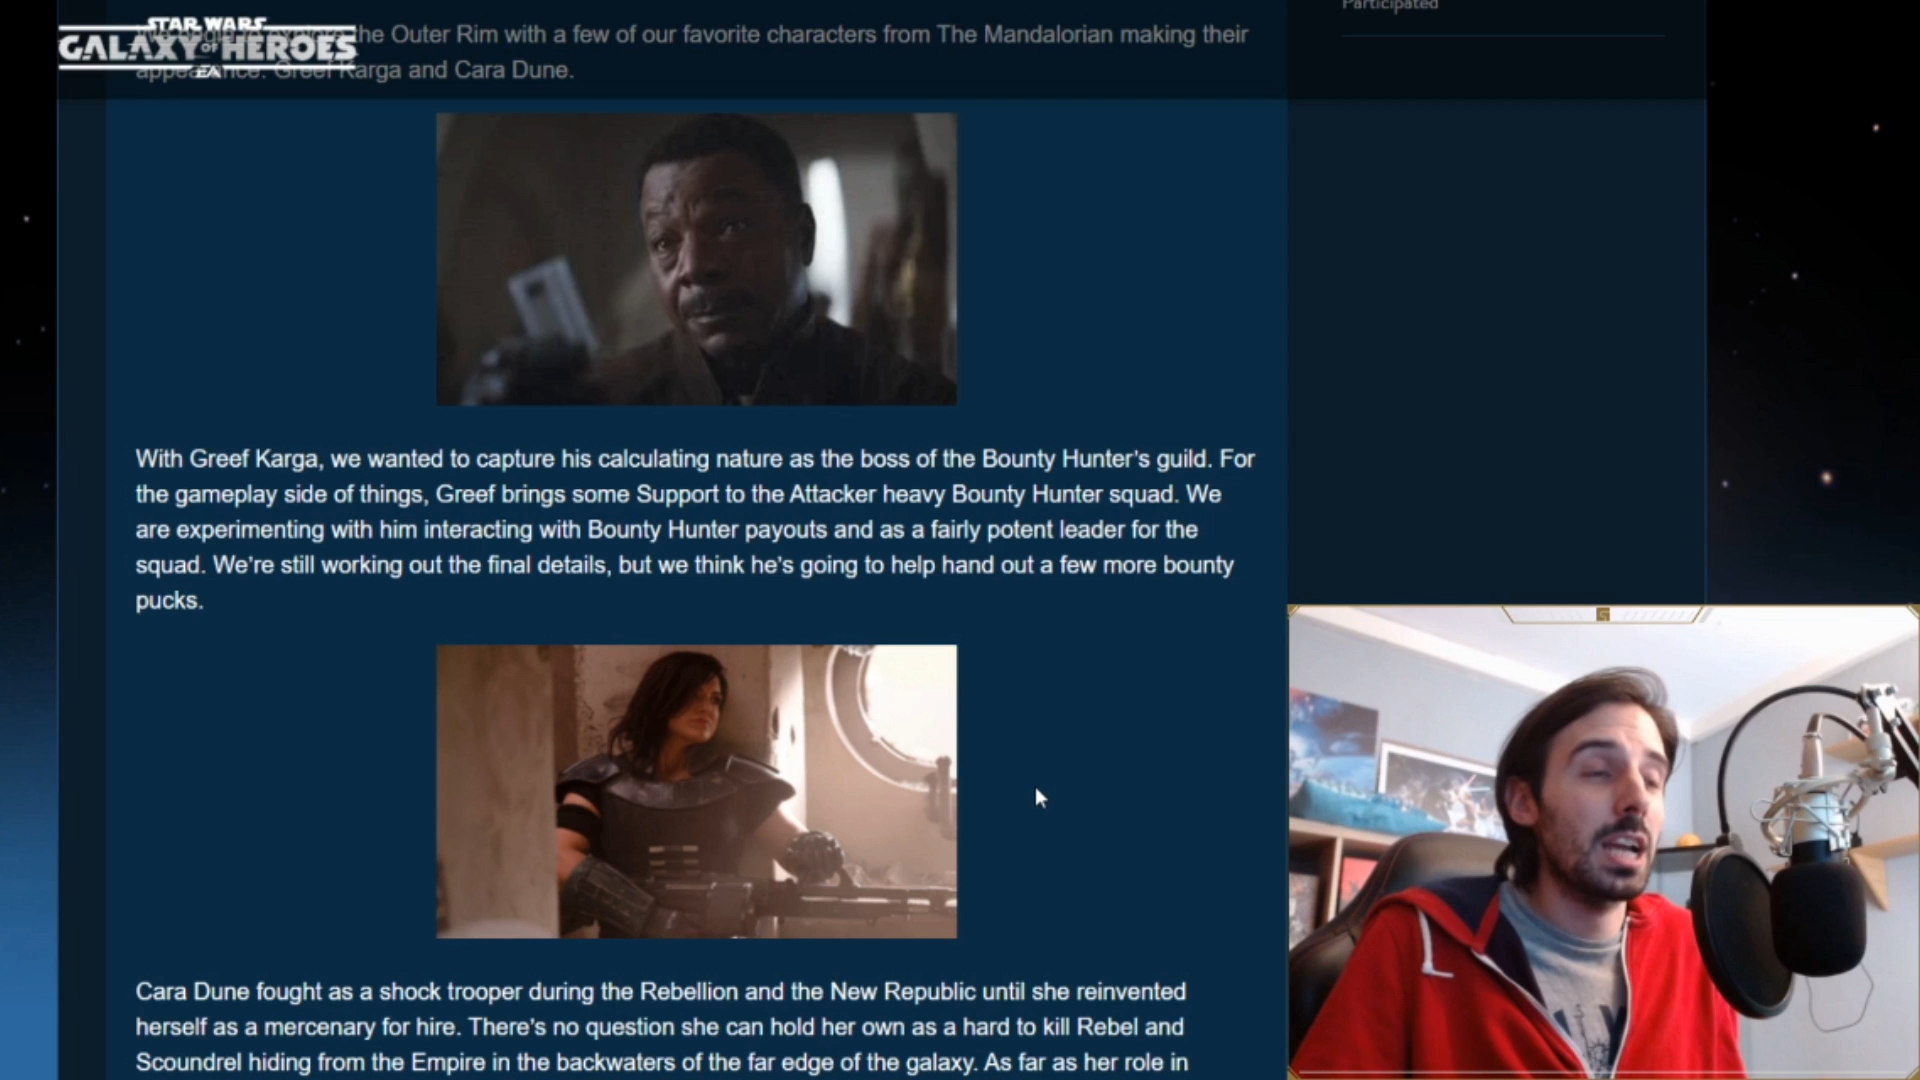 Participated
STAR WARS
GALAXY OF HEROES
EA
the Outer Rim with a few of our favorite characters from The Mandalorian making their
appearance: Greef Karga and Cara Dune.
With Greef Karga, we wanted to capture his calculating nature as the boss of the Bounty Hunter's guild. For
the gameplay side of things, Greef brings some Support to the Attacker heavy Bounty Hunter squad. We
are experimenting with him interacting with Bounty Hunter payouts and as a fairly potent leader for the
squad. We're still working out the final details, but we think he's going to help hand out a few more bounty
pucks.
Cara Dune fought as a shock trooper during the Rebellion and the New Republic until she reinvented
herself as a mercenary for hire. There's no question she can hold her own as a hard to kill Rebel and
Scoundrel hiding from the Empire in the backwaters of the far edge of the galaxy. As far as her role in